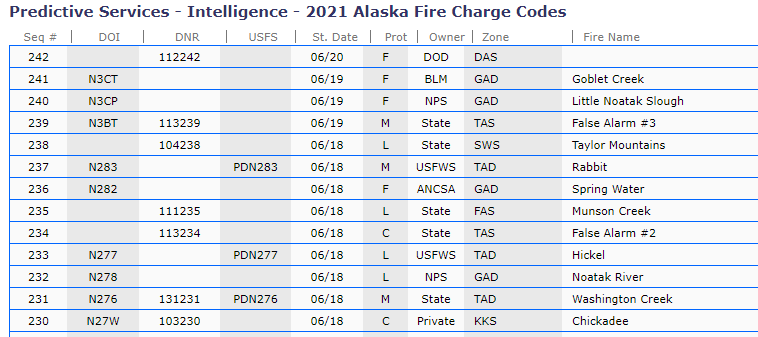 Predictive Services - Intelligence - 2021 Alaska Fire Charge Codes
Seq # DOI DNR USFS St. Date Prot Owner Zone Fire Name
242 112242 06/20 F DOD DAS
241 N3CT 06/19 F BLM GAD Goblet Creek
240 N3CP 06/19 F NPS GAD Little Noatak Slough
239 N3BT 113239 06/19 M State TAS False Alarm #3
238 104238 06/18 L State SWS Taylor Mountains
237 N283 PDN283 06/18 M USFWS TAD Rabbit
236 N282 06/18 F ANCSA GAD Spring Water
235 111235 06/18 L State FAS Munson Creek
234 113234 06/18 C State TAS False Alarm #2
233 N277 PDN277 06/18 L USFWS TAD Hickel
232 N278 06/18 L NPS GAD Noatak River
231 N276 131231 PDN276 06/18 M State TAD Washington Creek
230 N27W 103230 06/18 C Private KKS Chickadee